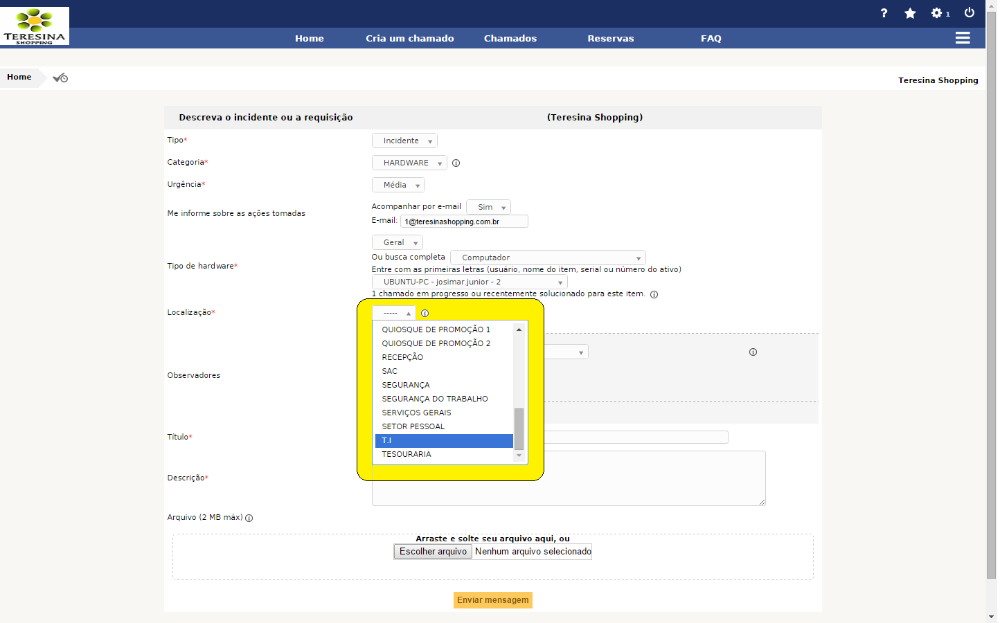 TERESINA
SHOPPING
? 1
Home Cria um chamado Chamados Reservas FAQ
Home
Teresina Shopping
Descreva o incidente ou a requisição (Teresina Shopping)
Tipo* Incidente
Categoria* HARDWARE
Urgência* Média
Me informe sobre as ações tomadas
Acompanhar por e-mail Sim
E-mail: 1@teresinashopping.com.br
Tipo de hardware*
Geral
Ou busca completa Computador
Entre com as primeiras letras (usuário, nome do item, serial ou número do ativo)
UBUNTU-PC - josimar.junior - 2
1 chamado em progresso ou recentemente solucionado para este item.
Localização* -----
QUIOSQUE DE PROMOÇÃO 1
QUIOSQUE DE PROMOÇÃO 2
RECEPÇÃO
SAC
SEGURANÇA
SEGURANÇA DO TRABALHO
SERVIÇOS GERAIS
SETOR PESSOAL
T.I
TESOURARIA
Observadores
Título*
Descrição*
Arquivo (2 MB máx)
Arraste e solte seu arquivo aqui, ou
Escolher arquivo Nenhum arquivo selecionado
Enviar mensagem